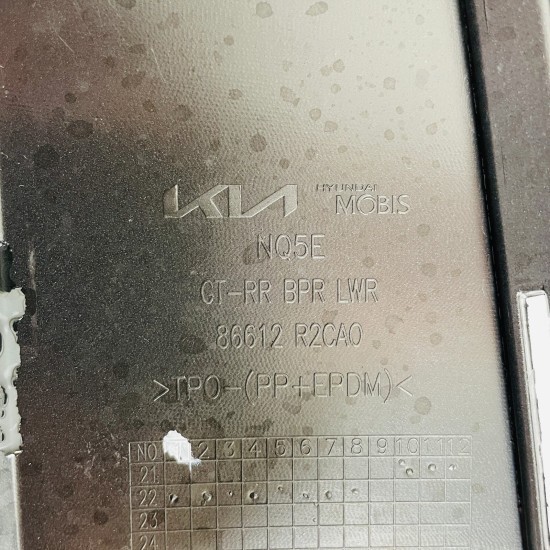 KIA HYUNDAI MOBIS
NQ5E
CT-RR BPR LWR
86612 R2CA0
>TPO-(PP+EPDM)<
NO 2 3 4 5 6 7 8 9 10 11 12
21
22
23
24